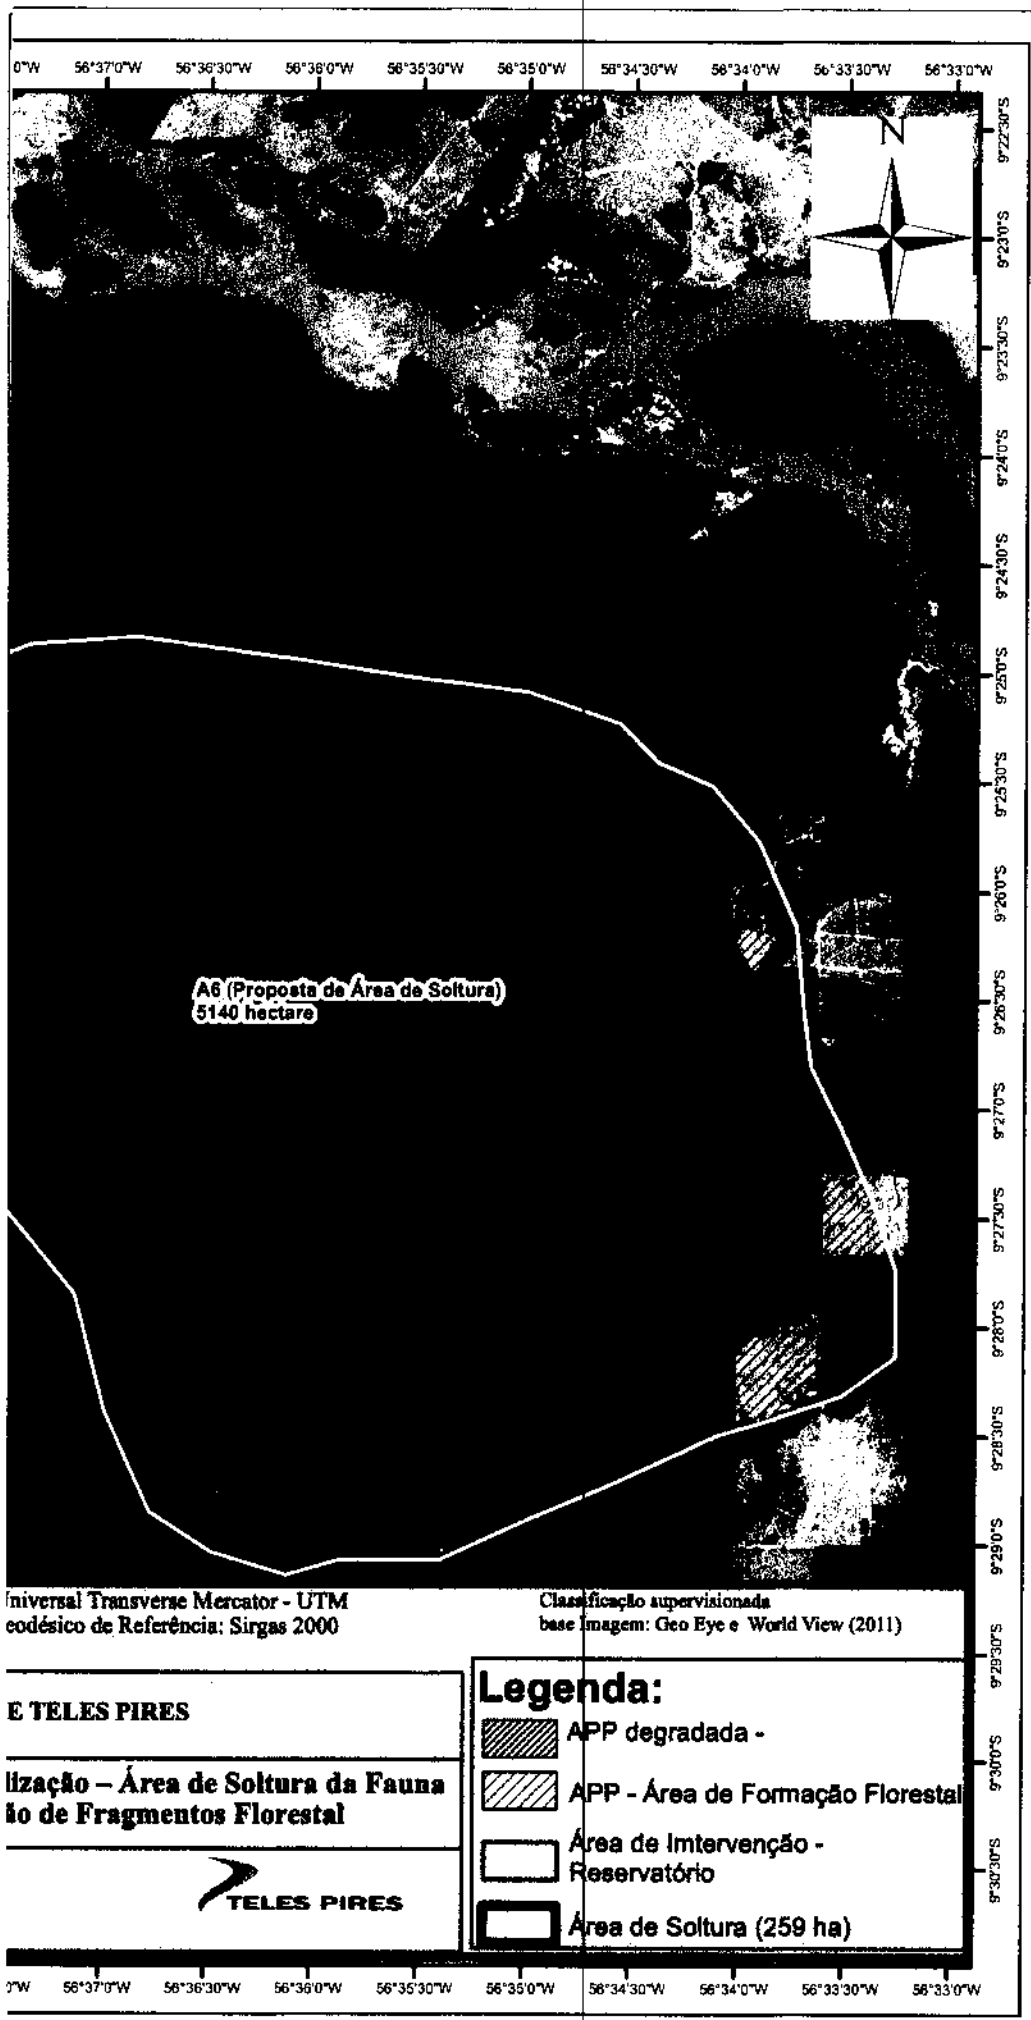 0"W 56°37'0"W 56°36'30"W 56°36'0"W 56°35'30"W 56°35'0"W 56°34'30"W 56°34'0"W 56°33'30"W 56°33'0"W
N
9°22'30"S
9°23'0"S
9°23'30"S
9°24'0"S
9°24'30"S
9°25'0"S
9°25'30"S
9°26'0"S
9°26'30"S
9°27'0"S
9°27'30"S
9°28'0"S
9°28'30"S
9°29'0"S
9°29'30"S
9°30'0"S
9°30'30"S
A6 (Proposta de Área de Soltura)
5140 hectare
niversal Transverse Mercator - UTM
eodésico de Referência: Sirgas 2000
Classificação supervisionada
base Imagem: Geo Eye e World View (2011)
E TELES PIRES
lização – Área de Soltura da Fauna
ão de Fragmentos Florestal
TELES PIRES
Legenda:
APP degradada -
APP - Área de Formação Florestal
Área de Imtervenção -
Reservatório
Área de Soltura (259 ha)
0"W 56°37'0"W 56°36'30"W 56°36'0"W 56°35'30"W 56°35'0"W 56°34'30"W 56°34'0"W 56°33'30"W 56°33'0"W